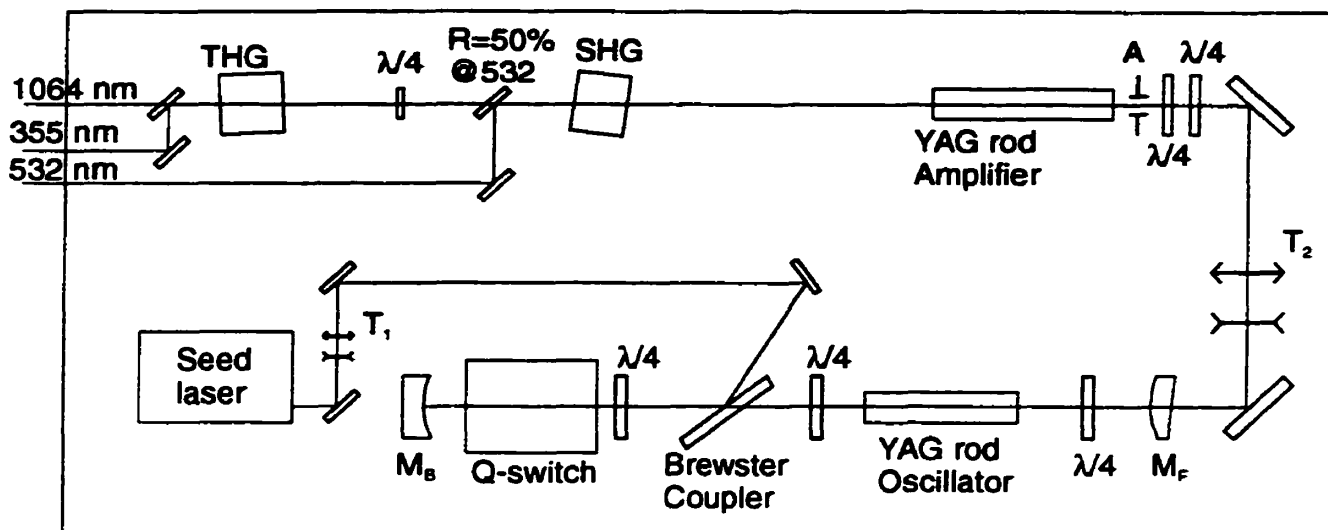 THG
λ/4
R=50%
@532
SHG
A
λ/4
1064 nm
355 nm
532 nm
YAG rod
Amplifier
λ/4
T₂
T₁
Seed
laser
λ/4
λ/4
M_B
Q-switch
Brewster
Coupler
YAG rod
Oscillator
λ/4
M_F